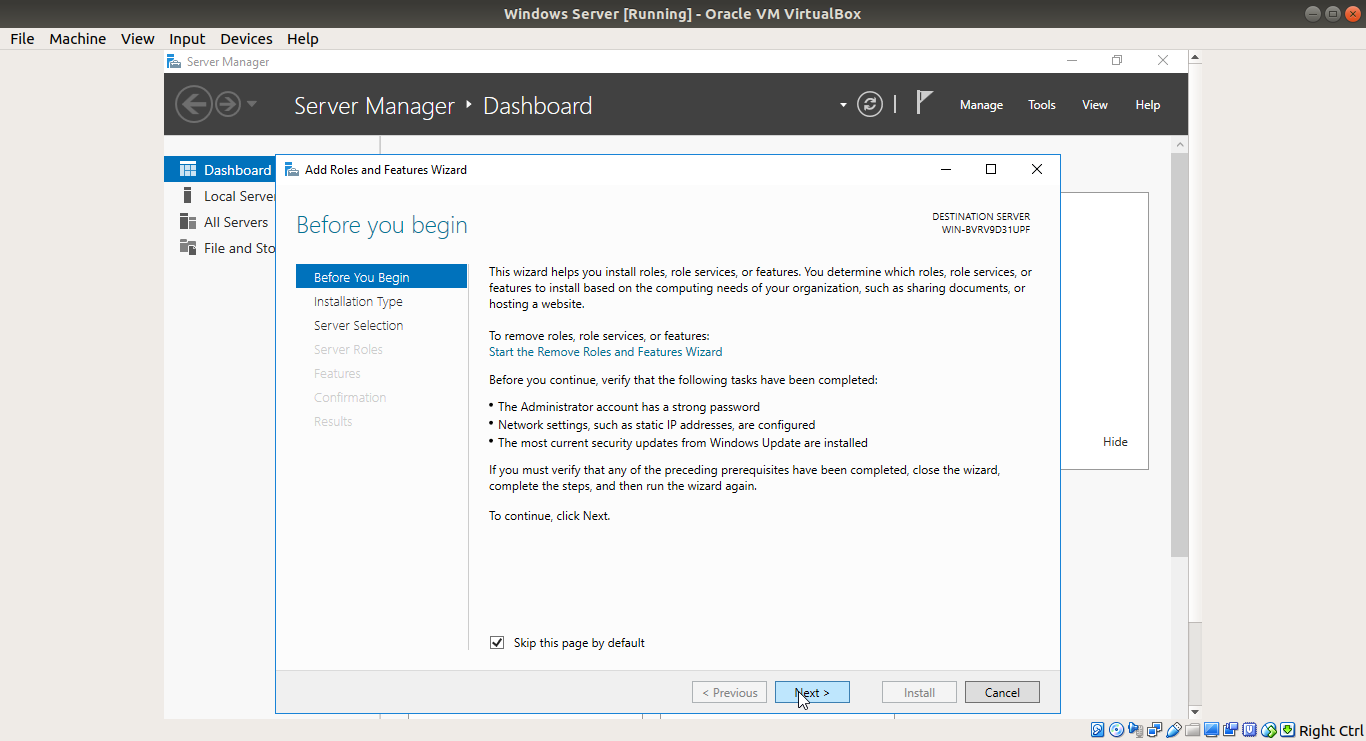 Windows Server [Running] - Oracle VM VirtualBox
File Machine View Input Devices Help
Server Manager
Server Manager ‣ Dashboard
Manage Tools View Help
Dashboard
Local Server
All Servers
File and Sto
Add Roles and Features Wizard
Before you begin
DESTINATION SERVER
WIN-BVRV9D31UPF
Before You Begin
Installation Type
Server Selection
Server Roles
Features
Confirmation
Results
This wizard helps you install roles, role services, or features. You determine which roles, role services, or
features to install based on the computing needs of your organization, such as sharing documents, or
hosting a website.
To remove roles, role services, or features:
Start the Remove Roles and Features Wizard
Before you continue, verify that the following tasks have been completed:
• The Administrator account has a strong password
• Network settings, such as static IP addresses, are configured
• The most current security updates from Windows Update are installed
If you must verify that any of the preceding prerequisites have been completed, close the wizard,
complete the steps, and then run the wizard again.
To continue, click Next.
Skip this page by default
Hide
< Previous Next > Install Cancel
Right Ctrl